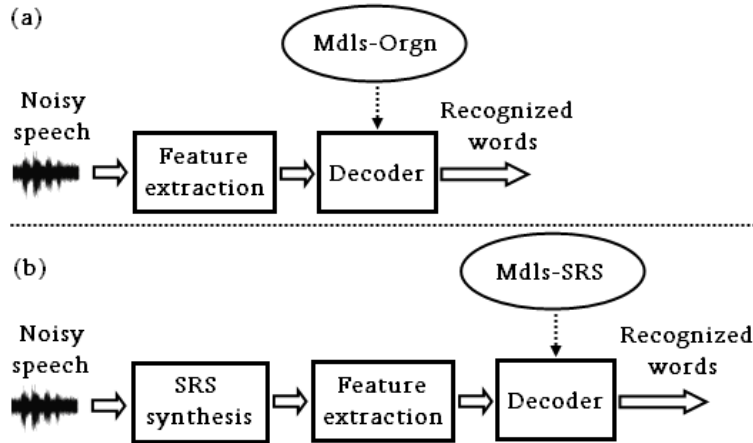 (a)
Mdls-Orgn
Noisy
speech
Feature
extraction
Decoder
Recognized
words
(b)
Mdls-SRS
Noisy
speech
SRS
synthesis
Feature
extraction
Decoder
Recognized
words